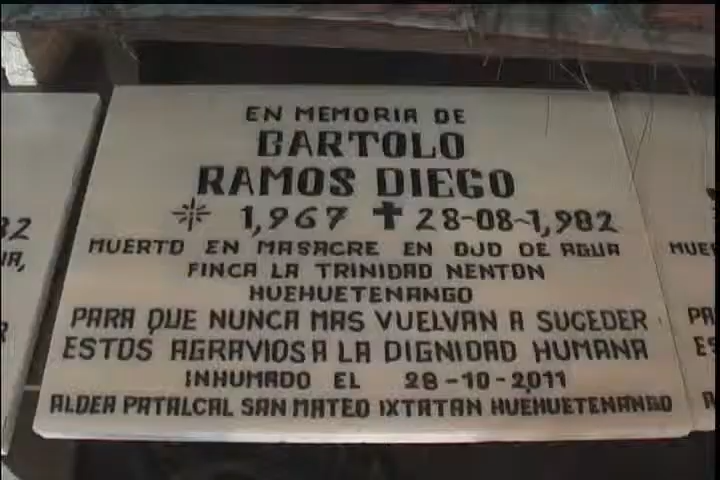 EN MEMORIA DE
BARTOLO
RAMOS DIEGO
1,967 ✝ 28-08-1,982
MUERTO EN MASACRE EN OJO DE AGUA
FINCA LA TRINIDAD NENTON
HUEHUETENANGO
PARA QUE NUNCA MAS VUELVAN A SUCEDER
ESTOS AGRAVIOS A LA DIGNIDAD HUMANA
INHUMADO EL 28-10-2,011
ALDEA PATALCAL SAN MATEO IXTATAN HUEHUETENANGO